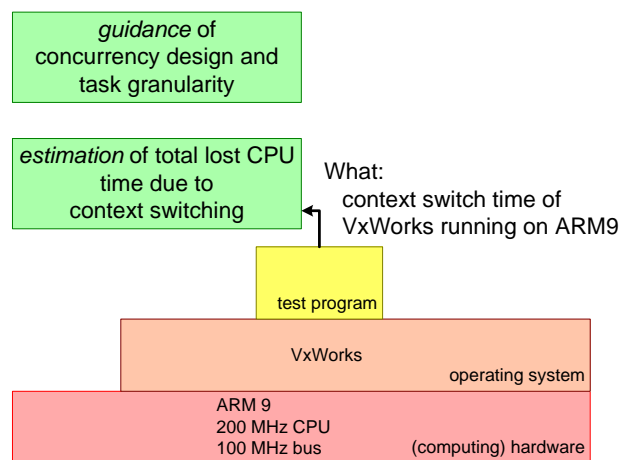 guidance of
concurrency design and
task granularity
estimation of total lost CPU
time due to
context switching
What:
context switch time of
VxWorks running on ARM9
test program
VxWorks
operating system
ARM 9
200 MHz CPU
100 MHz bus
(computing) hardware